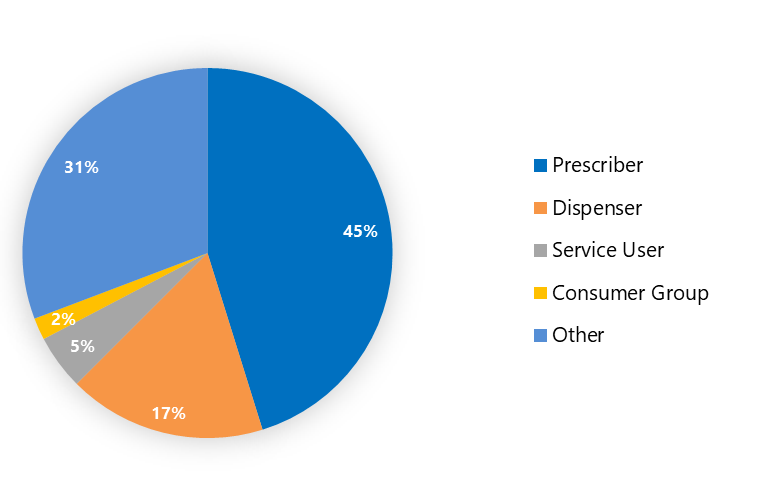 31%
45%
2%
5%
17%
Prescriber
Dispenser
Service User
Consumer Group
Other